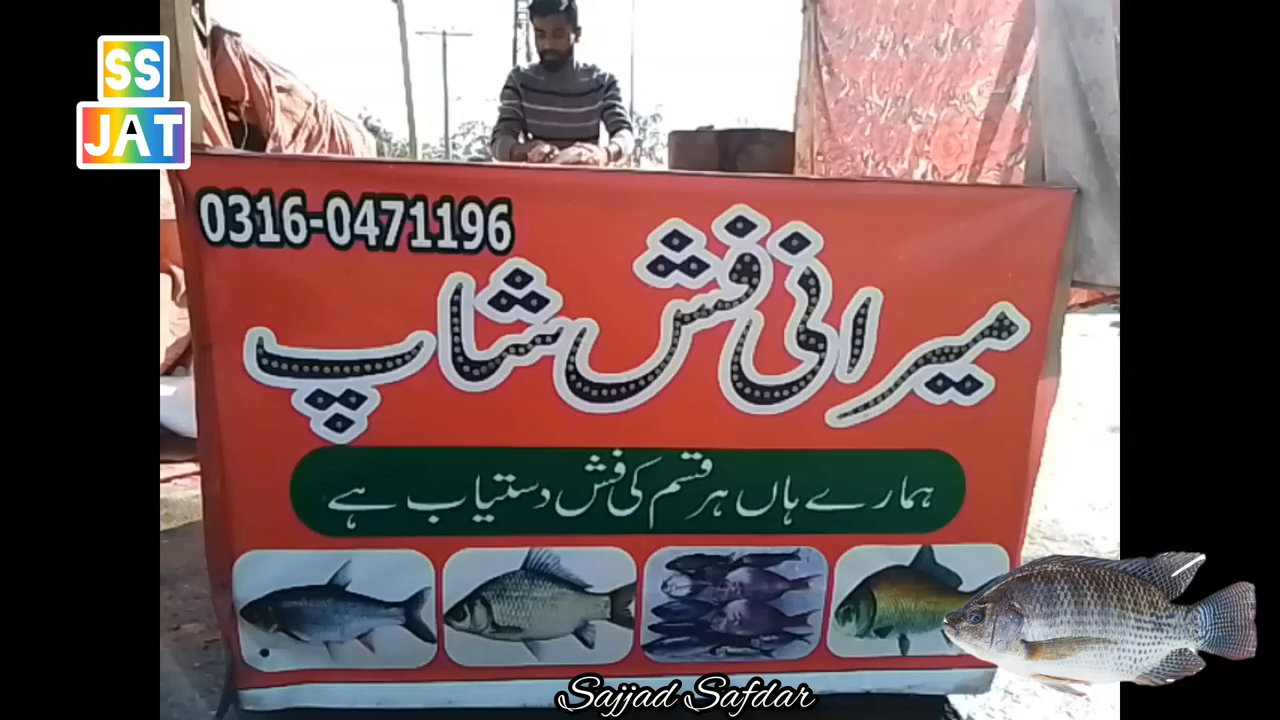 SS
JAT
0316-0471196
میرانی فش شاپ
ہمارے ہاں ہر قسم کی فش دستیاب ہے
Sajjad Safdar